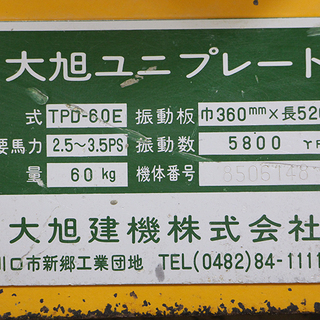 大旭ユニプレート
式 TPD-60E 振動板 巾360mm×長520
要馬力 2.5~3.5PS 振動数 5800
量 60kg 機体番号 8505148
大旭建機株式会社
川口市新郷工業団地 TEL(0482)84-1111